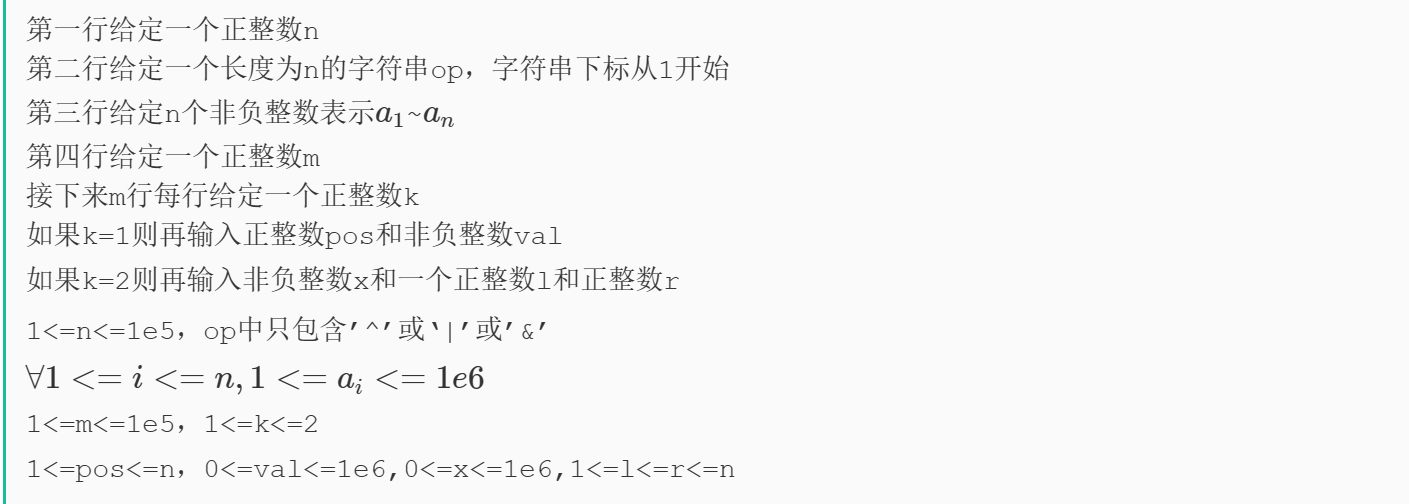 第一行给定一个正整数n
第二行给定一个长度为n的字符串op，字符串下标从1开始
第三行给定n个非负整数表示a₁~aₙ
第四行给定一个正整数m
接下来m行每行给定一个正整数k
如果k=1则再输入正整数pos和非负整数val
如果k=2则再输入非负整数x和一个正整数l和正整数r
1<=n<=1e5，op中只包含′^′或‵|′或′&′
∀1 <= i <= n, 1 <= aᵢ <= 1e6
1<=m<=1e5，1<=k<=2
1<=pos<=n，0<=val<=1e6,0<=x<=1e6,1<=l<=r<=n